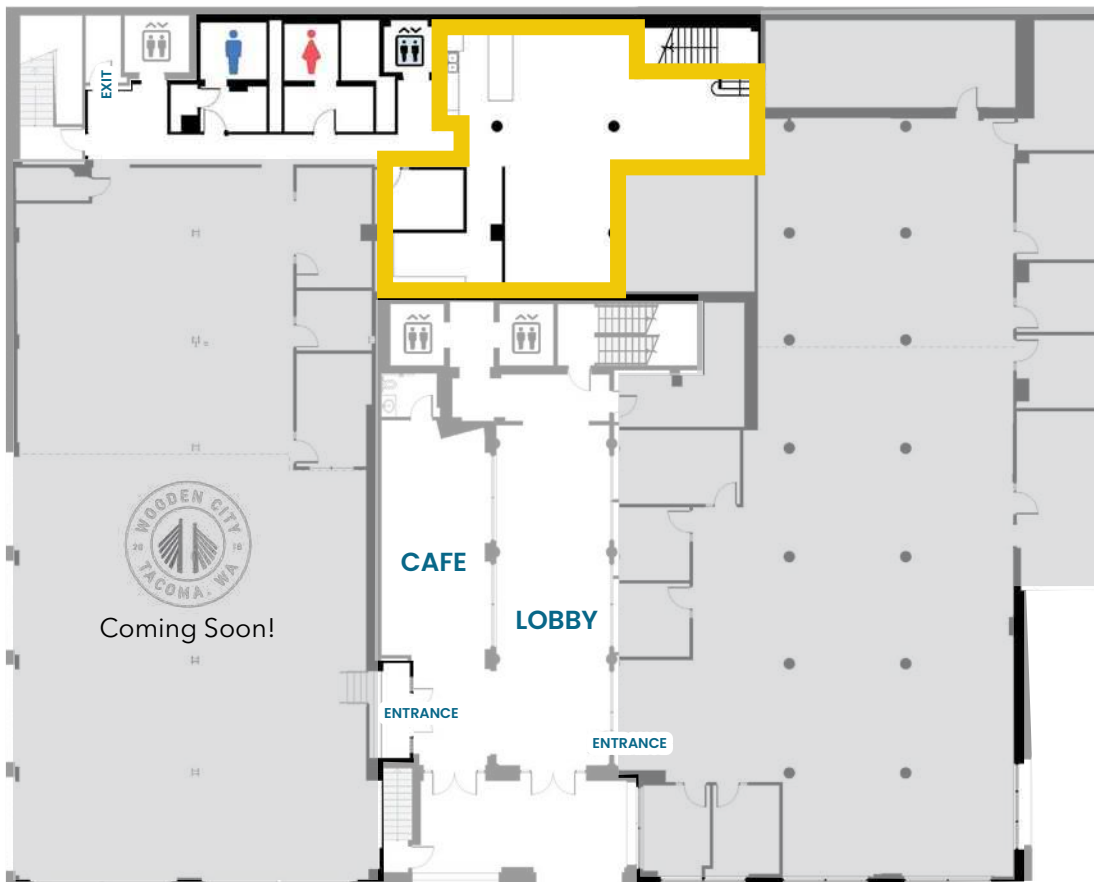 EXIT
WOODEN CITY
20 18
TACOMA, WA
Coming Soon!
CAFE
LOBBY
ENTRANCE
ENTRANCE